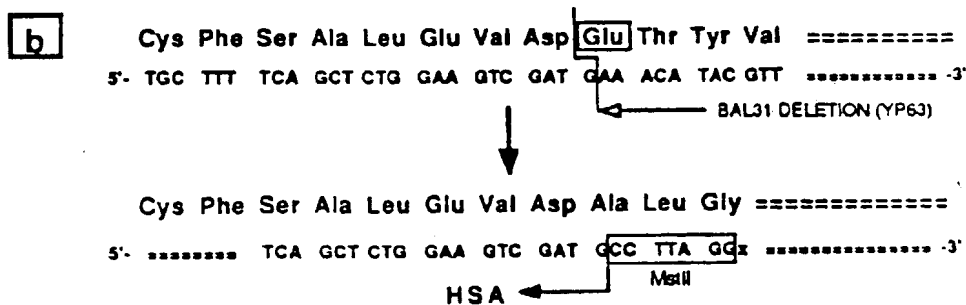 b
Cys Phe Ser Ala Leu Glu Val Asp Glu Thr Tyr Val ==========
5'- TGC TTT TCA GCT CTG GAA GTC GAT GAA ACA TAC GTT ============== -3'
BAL31 DELETION (YP63)
Cys Phe Ser Ala Leu Glu Val Asp Ala Leu Gly =============
5'- ======== TCA GCT CTG GAA GTC GAT GCC TTA GGx =============== -3'
MstII
HSA